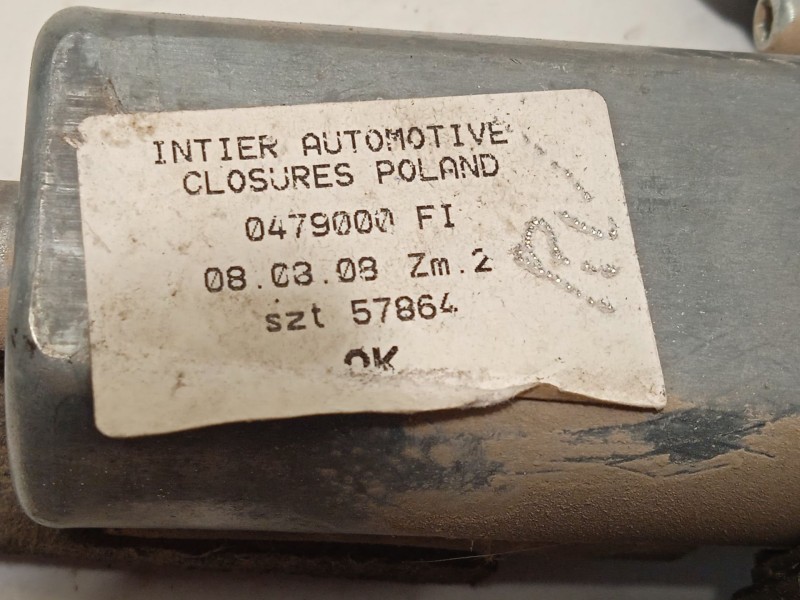 INTIER AUTOMOTIVE
CLOSURES POLAND
0479000 FI
08.03.08 Zm.2
szt 57864
OK